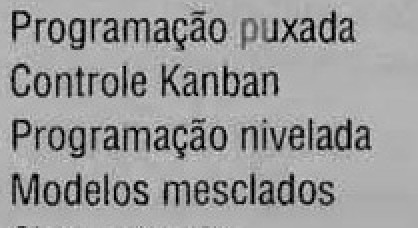 Programação puxada
Controle Kanban
Programação nivelada
Modelos mesclados